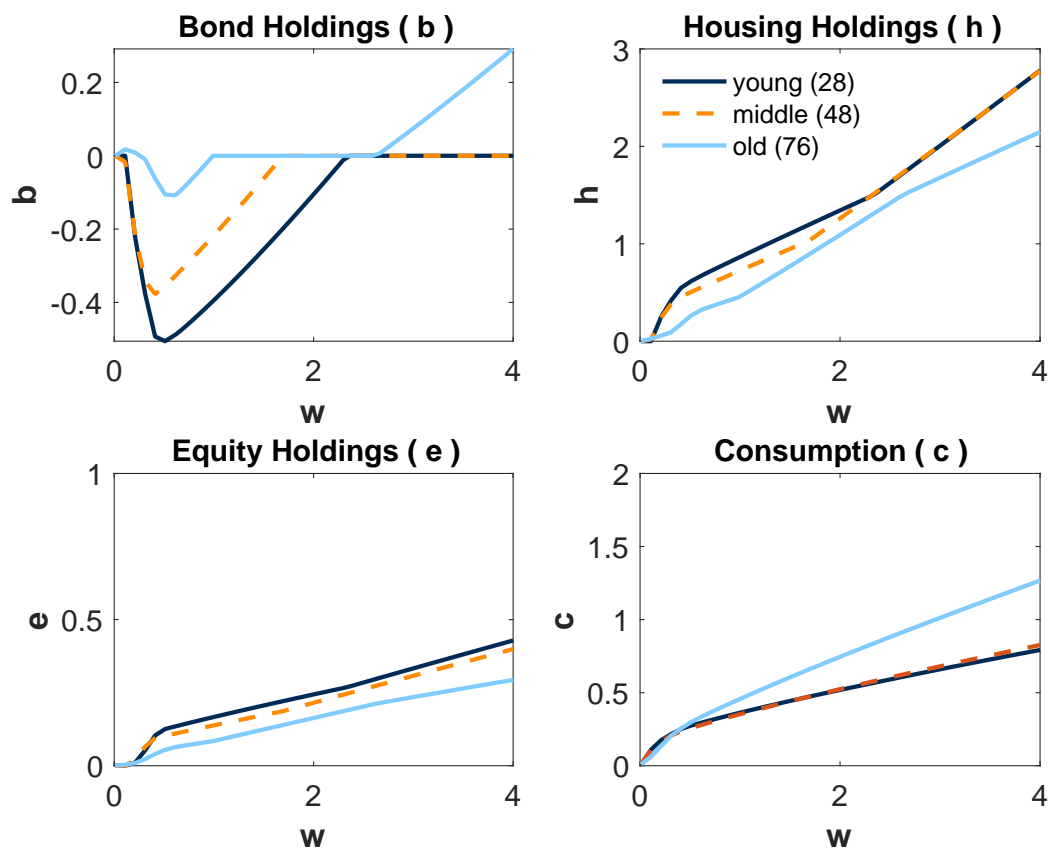 Bond Holdings ( b )
0.2
0
-0.2
-0.4
b
0
2
4
w
Housing Holdings ( h )
3
2
1
0
h
young (28)
middle (48)
old (76)
0
2
4
w
Equity Holdings ( e )
1
0.5
0
e
0
2
4
w
Consumption ( c )
2
1.5
1
0.5
0
c
0
2
4
w